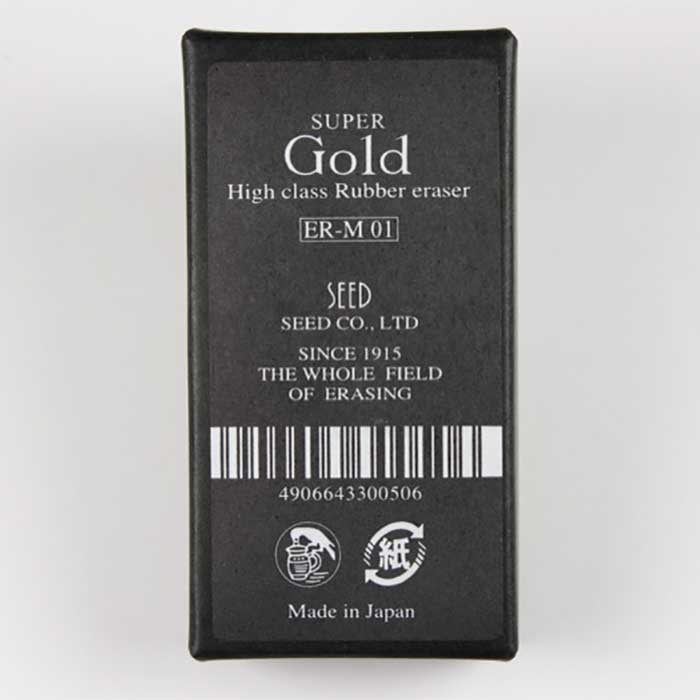 SUPER
Gold
High class Rubber eraser
ER-M 01
SEED
SEED CO., LTD
SINCE 1915
THE WHOLE FIELD
OF ERASING
4906643300506
紙
Made in Japan